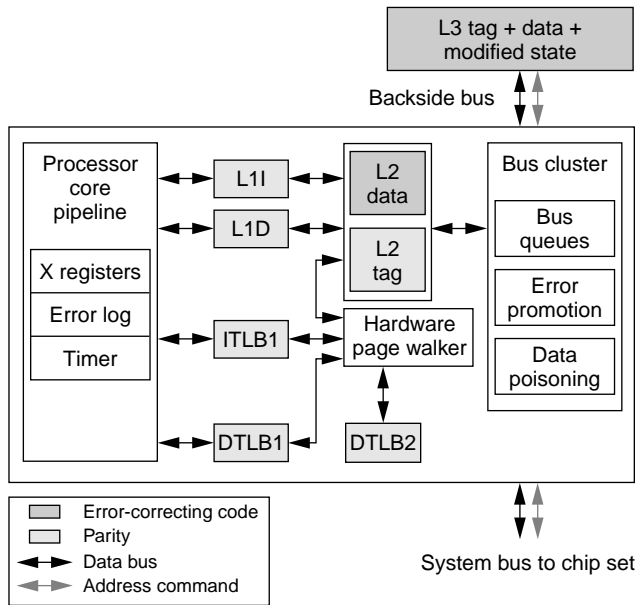 L3 tag + data +
modified state
Backside bus
Processor
core
pipeline
X registers
Error log
Timer
L1I
L1D
ITLB1
DTLB1
L2
data
L2
tag
Hardware
page walker
DTLB2
Bus cluster
Bus
queues
Error
promotion
Data
poisoning
Error-correcting code
Parity
Data bus
Address command
System bus to chip set